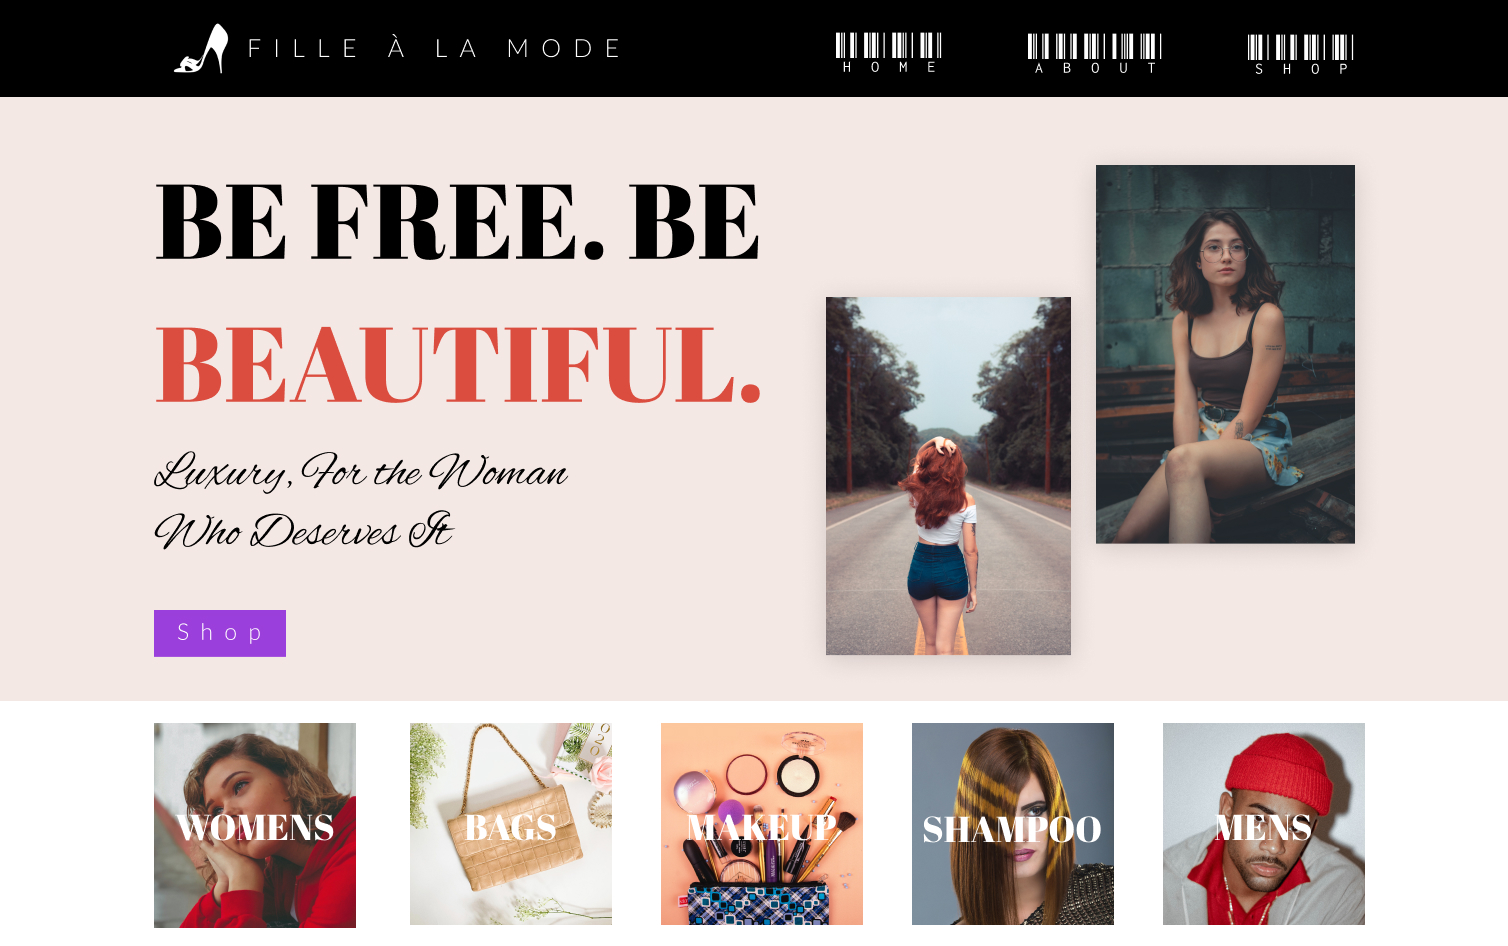 FILLE À LA MODE
HOME
ABOUT
SHOP
BE FREE. BE
BEAUTIFUL.
Luxury, For the Woman
Who Deserves It
Shop
WOMENS
BAGS
MAKEUP
SHAMPOO
MENS